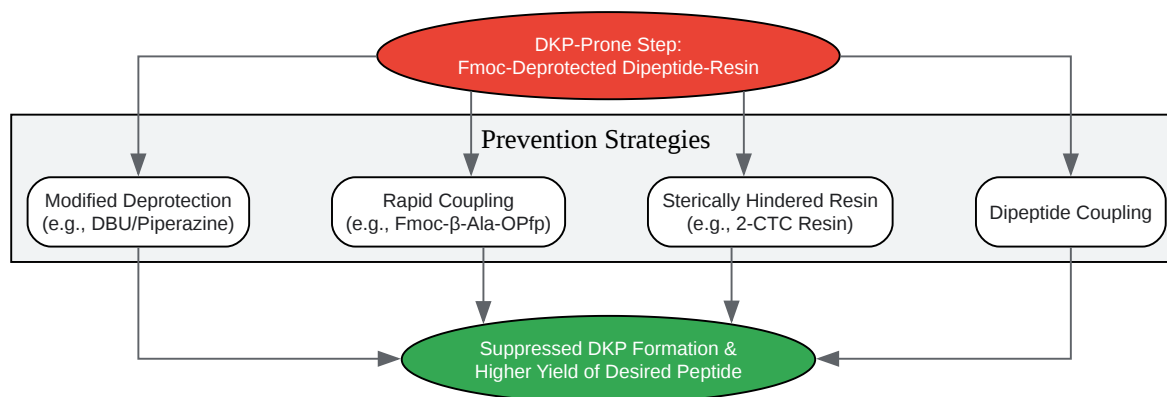 DKP-Prone Step:
Fmoc-Deprotected Dipeptide-Resin
Prevention Strategies
Modified Deprotection
(e.g., DBU/Piperazine)
Rapid Coupling
(e.g., Fmoc-β-Ala-OPfp)
Sterically Hindered Resin
(e.g., 2-CTC Resin)
Dipeptide Coupling
Suppressed DKP Formation &
Higher Yield of Desired Peptide